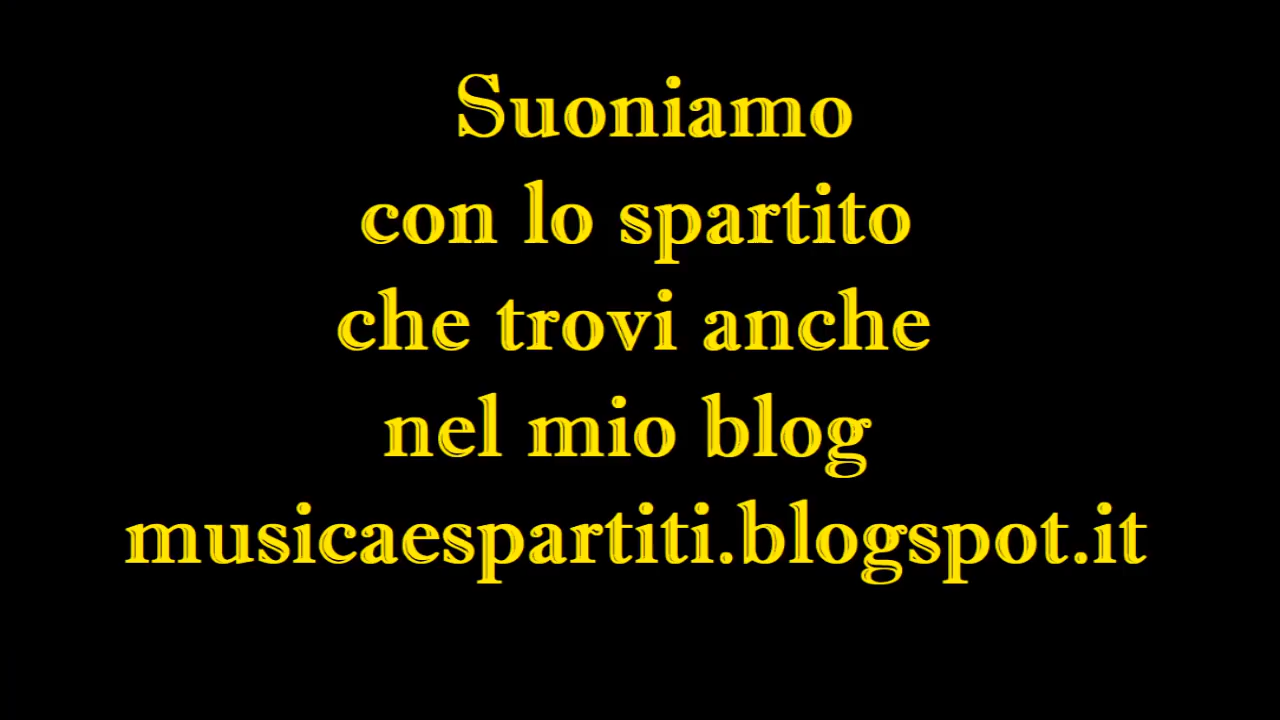 Suoniamo
con lo spartito
che trovi anche
nel mio blog
musicaespartiti.blogspot.it